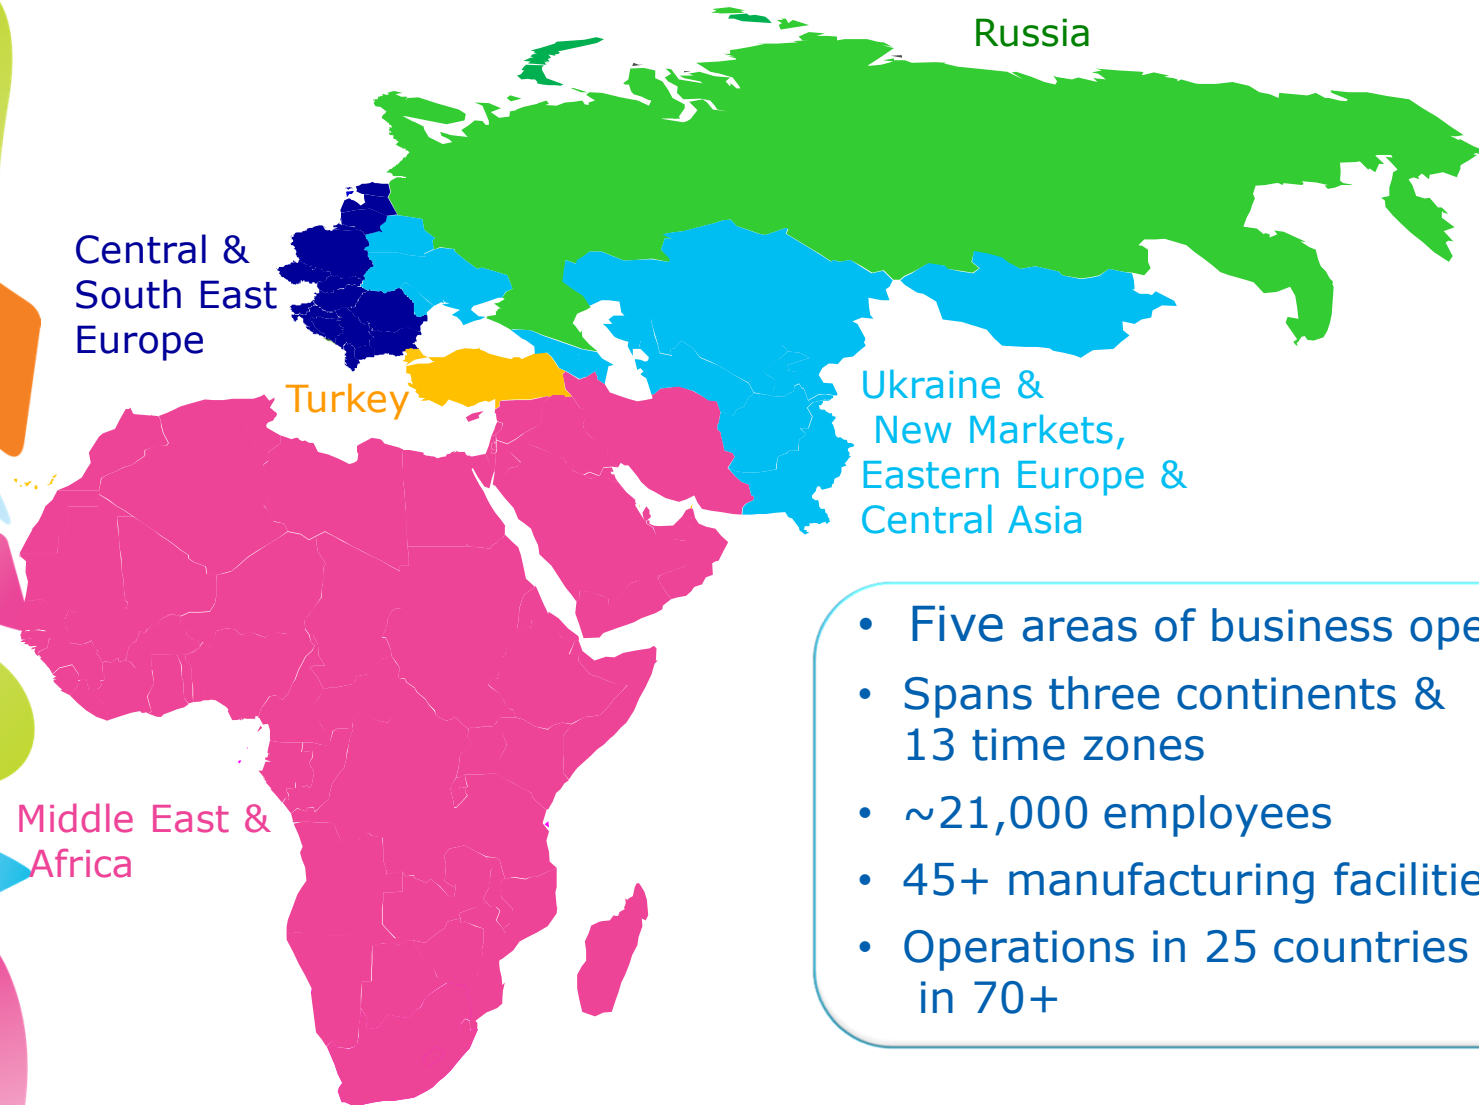 Russia
Central &
South East
Europe
Turkey
Ukraine &
New Markets,
Eastern Europe &
Central Asia
Middle East &
Africa
• Five areas of business ope
• Spans three continents &
13 time zones
• ~21,000 employees
• 45+ manufacturing facilitie
• Operations in 25 countries
in 70+